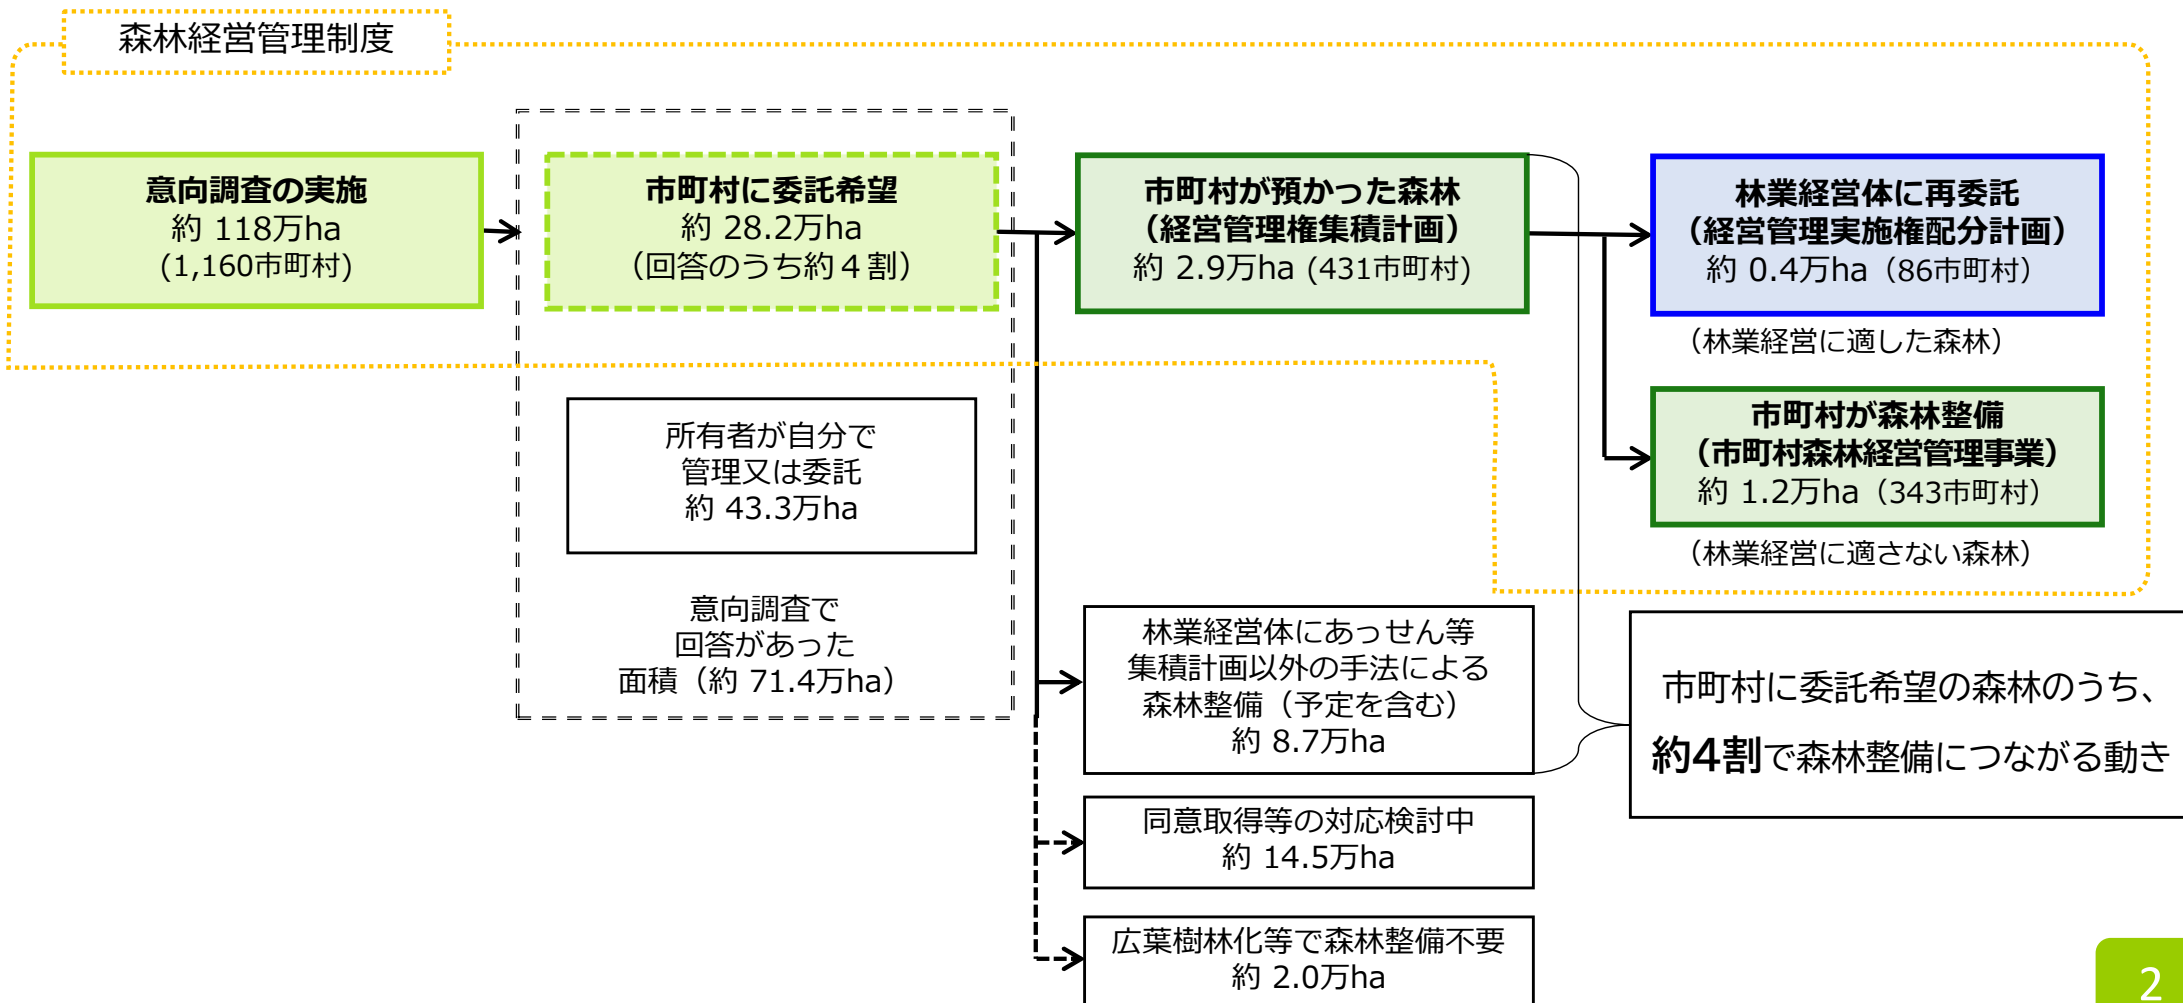 森林経営管理制度
意向調査の実施
約 118万ha
(1,160市町村)
市町村に委託希望
約 28.2万ha
（回答のうち約４割）
所有者が自分で
管理又は委託
約 43.3万ha
意向調査で
回答があった
面積（約 71.4万ha）
市町村が預かった森林
（経営管理権集積計画）
約 2.9万ha (431市町村)
林業経営体にあっせん等
集積計画以外の手法による
森林整備（予定を含む）
約 8.7万ha
同意取得等の対応検討中
約 14.5万ha
広葉樹林化等で森林整備不要
約 2.0万ha
林業経営体に再委託
（経営管理実施権配分計画）
約 0.4万ha（86市町村）
（林業経営に適した森林）
市町村が森林整備
（市町村森林経営管理事業）
約 1.2万ha（343市町村）
（林業経営に適さない森林）
市町村に委託希望の森林のうち、
約4割で森林整備につながる動き
2